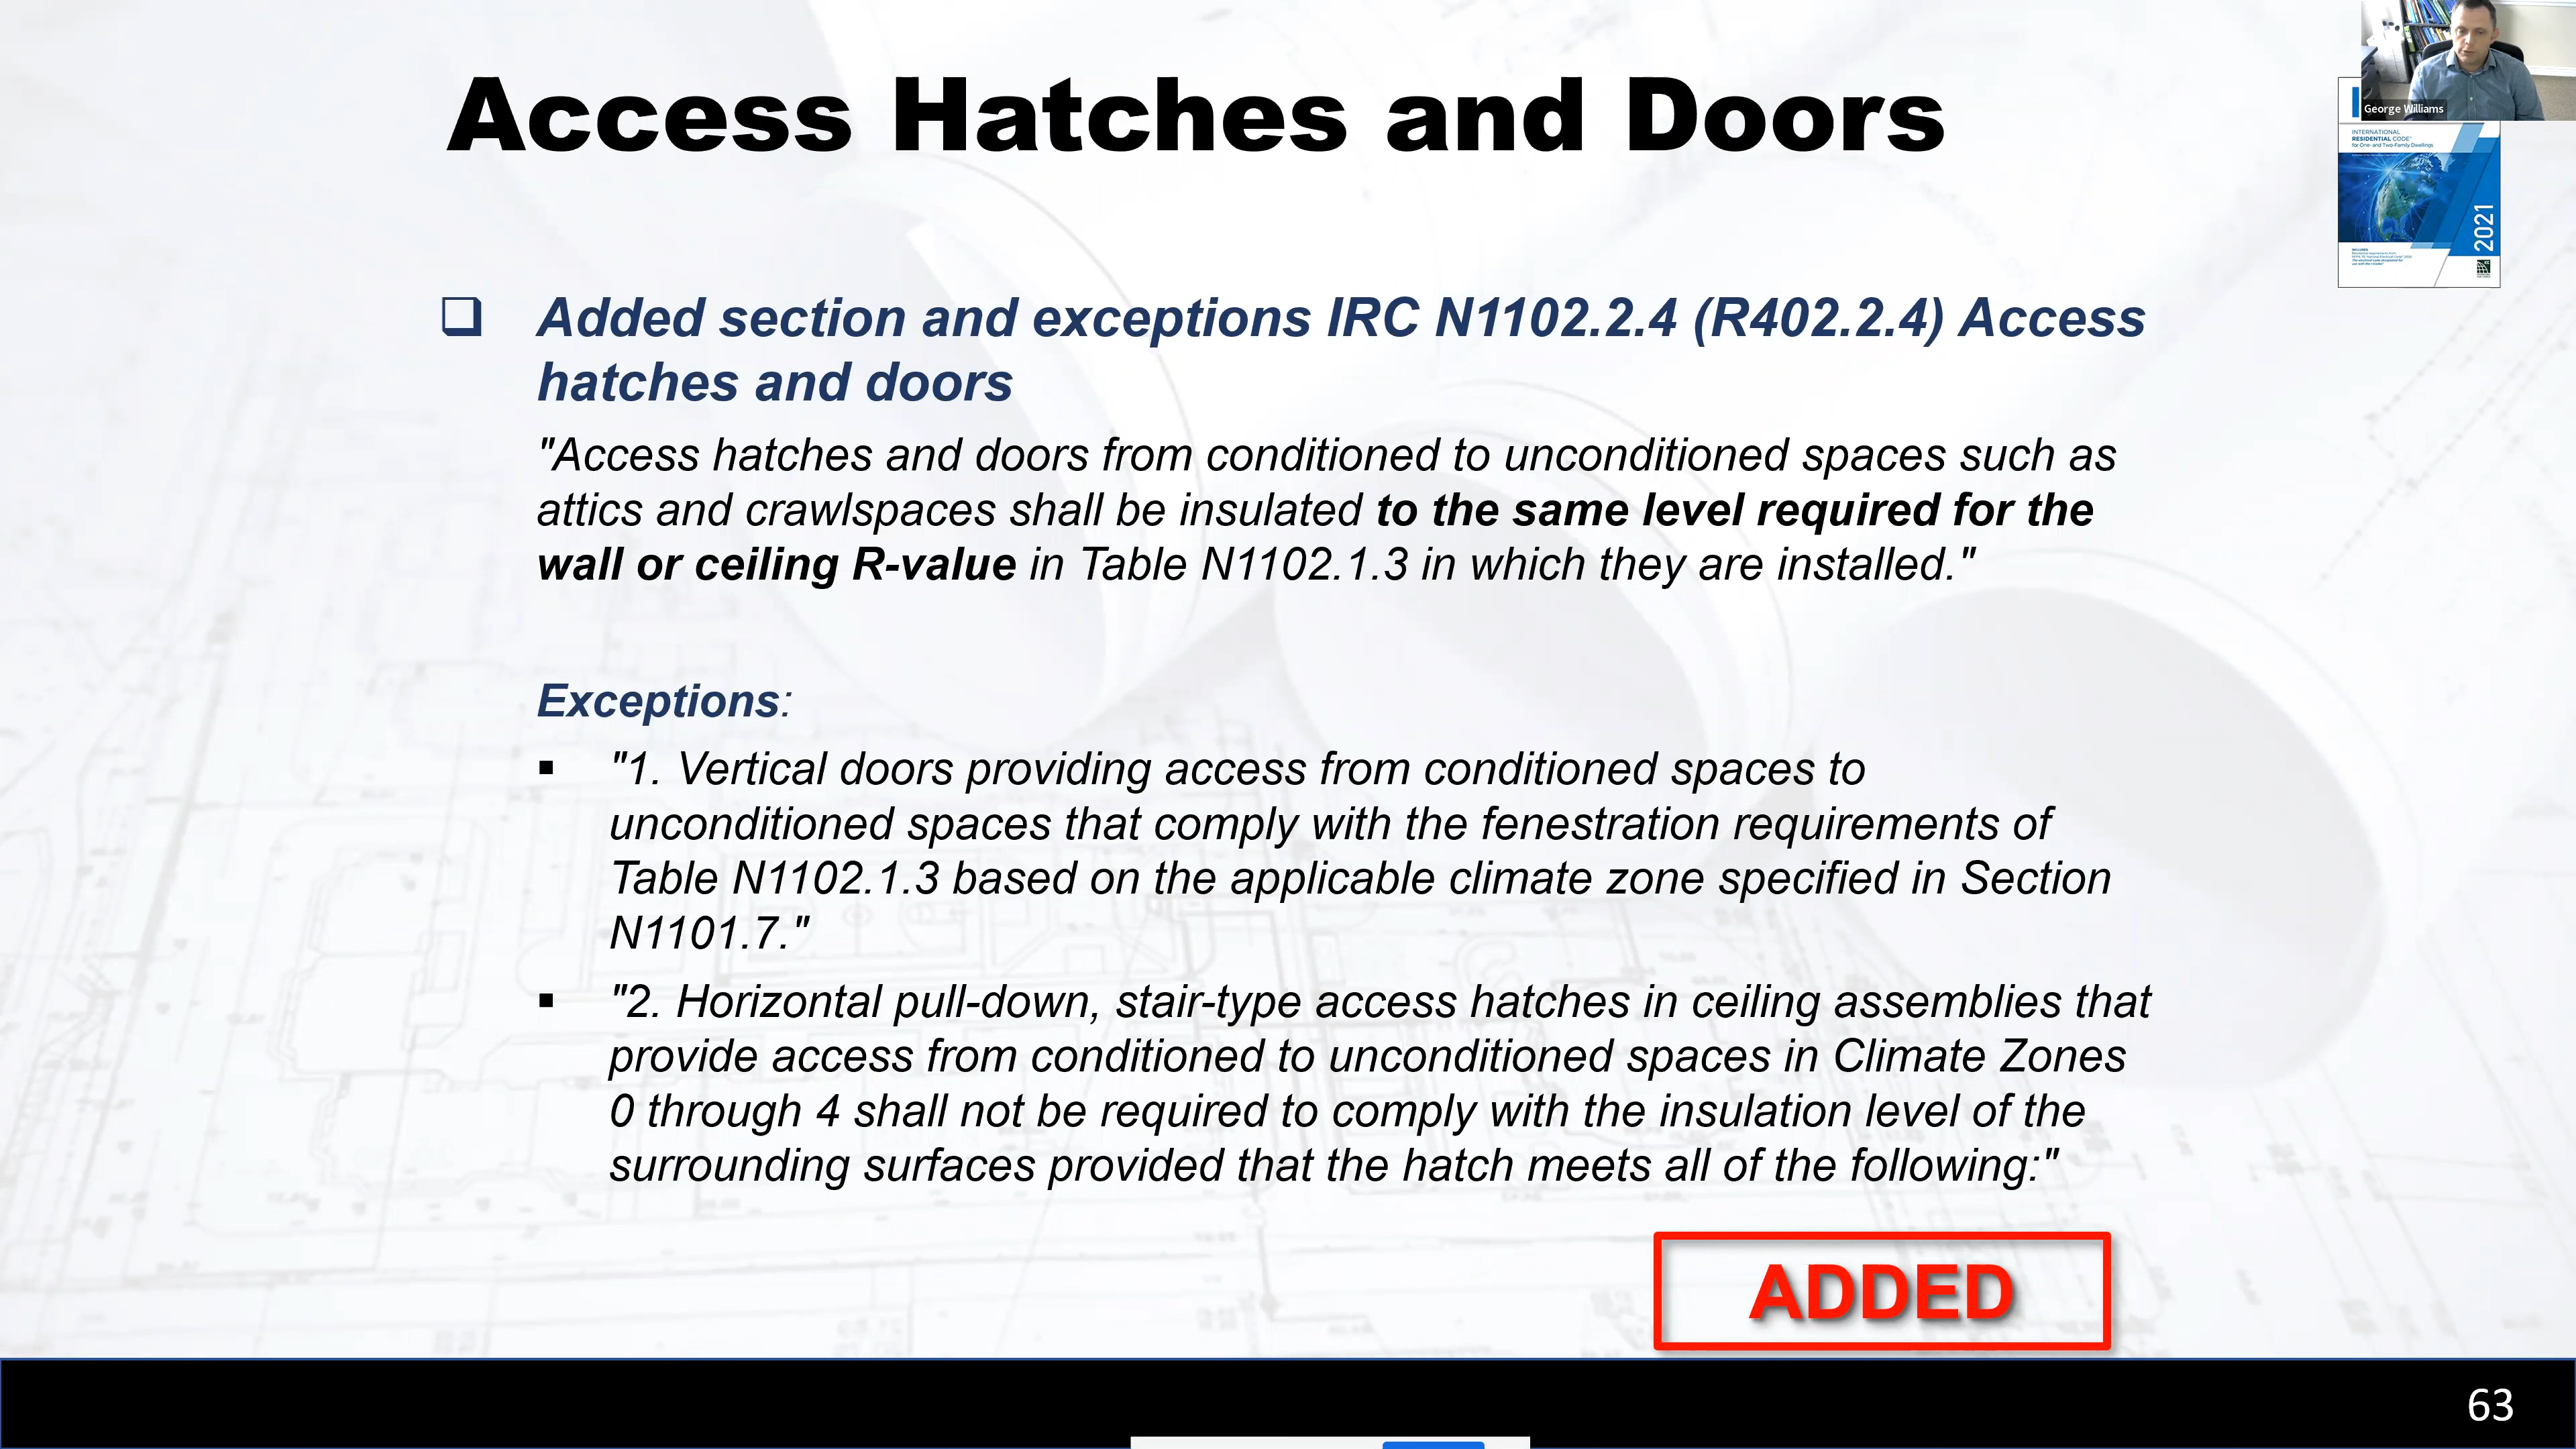 Access Hatches and Doors
George Williams
INTERNATIONAL
RESIDENTIAL CODE®
for One- and Two-Family Dwellings
2021
Added section and exceptions IRC N1102.2.4 (R402.2.4) Access
hatches and doors
"Access hatches and doors from conditioned to unconditioned spaces such as
attics and crawlspaces shall be insulated to the same level required for the
wall or ceiling R-value in Table N1102.1.3 in which they are installed."
Exceptions:
"1. Vertical doors providing access from conditioned spaces to
unconditioned spaces that comply with the fenestration requirements of
Table N1102.1.3 based on the applicable climate zone specified in Section
N1101.7."
"2. Horizontal pull-down, stair-type access hatches in ceiling assemblies that
provide access from conditioned to unconditioned spaces in Climate Zones
0 through 4 shall not be required to comply with the insulation level of the
surrounding surfaces provided that the hatch meets all of the following:"
ADDED
63